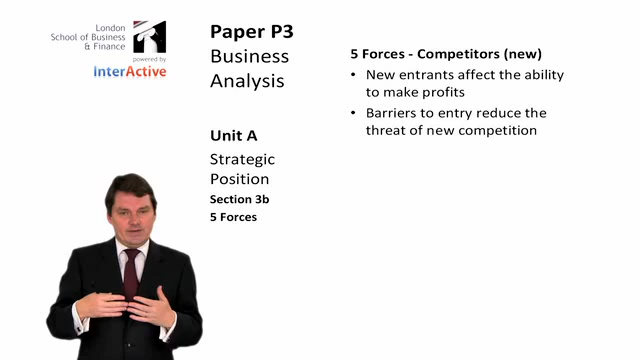 London
School of Business
& Finance
powered by
InterActive
Paper P3
Business
Analysis
Unit A
Strategic
Position
Section 3b
5 Forces
5 Forces - Competitors (new)
• New entrants affect the ability
to make profits
• Barriers to entry reduce the
threat of new competition